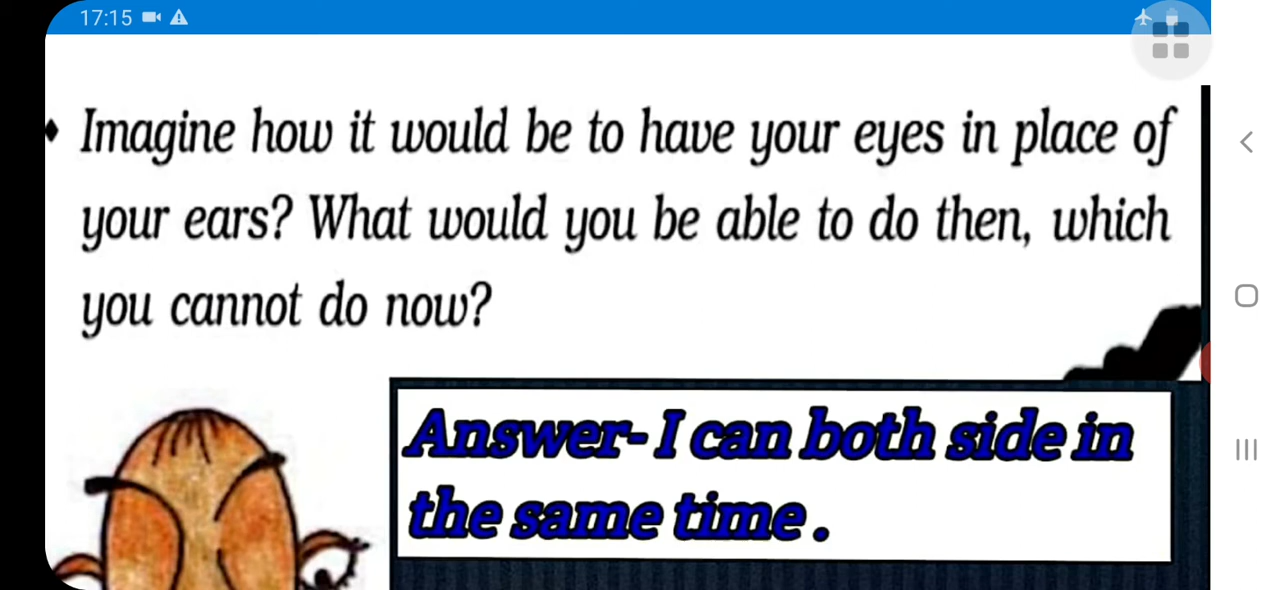 17:15
Imagine how it would be to have your eyes in place of
your ears? What would you be able to do then, which
you cannot do now?
Answer- I can both side in
the same time .